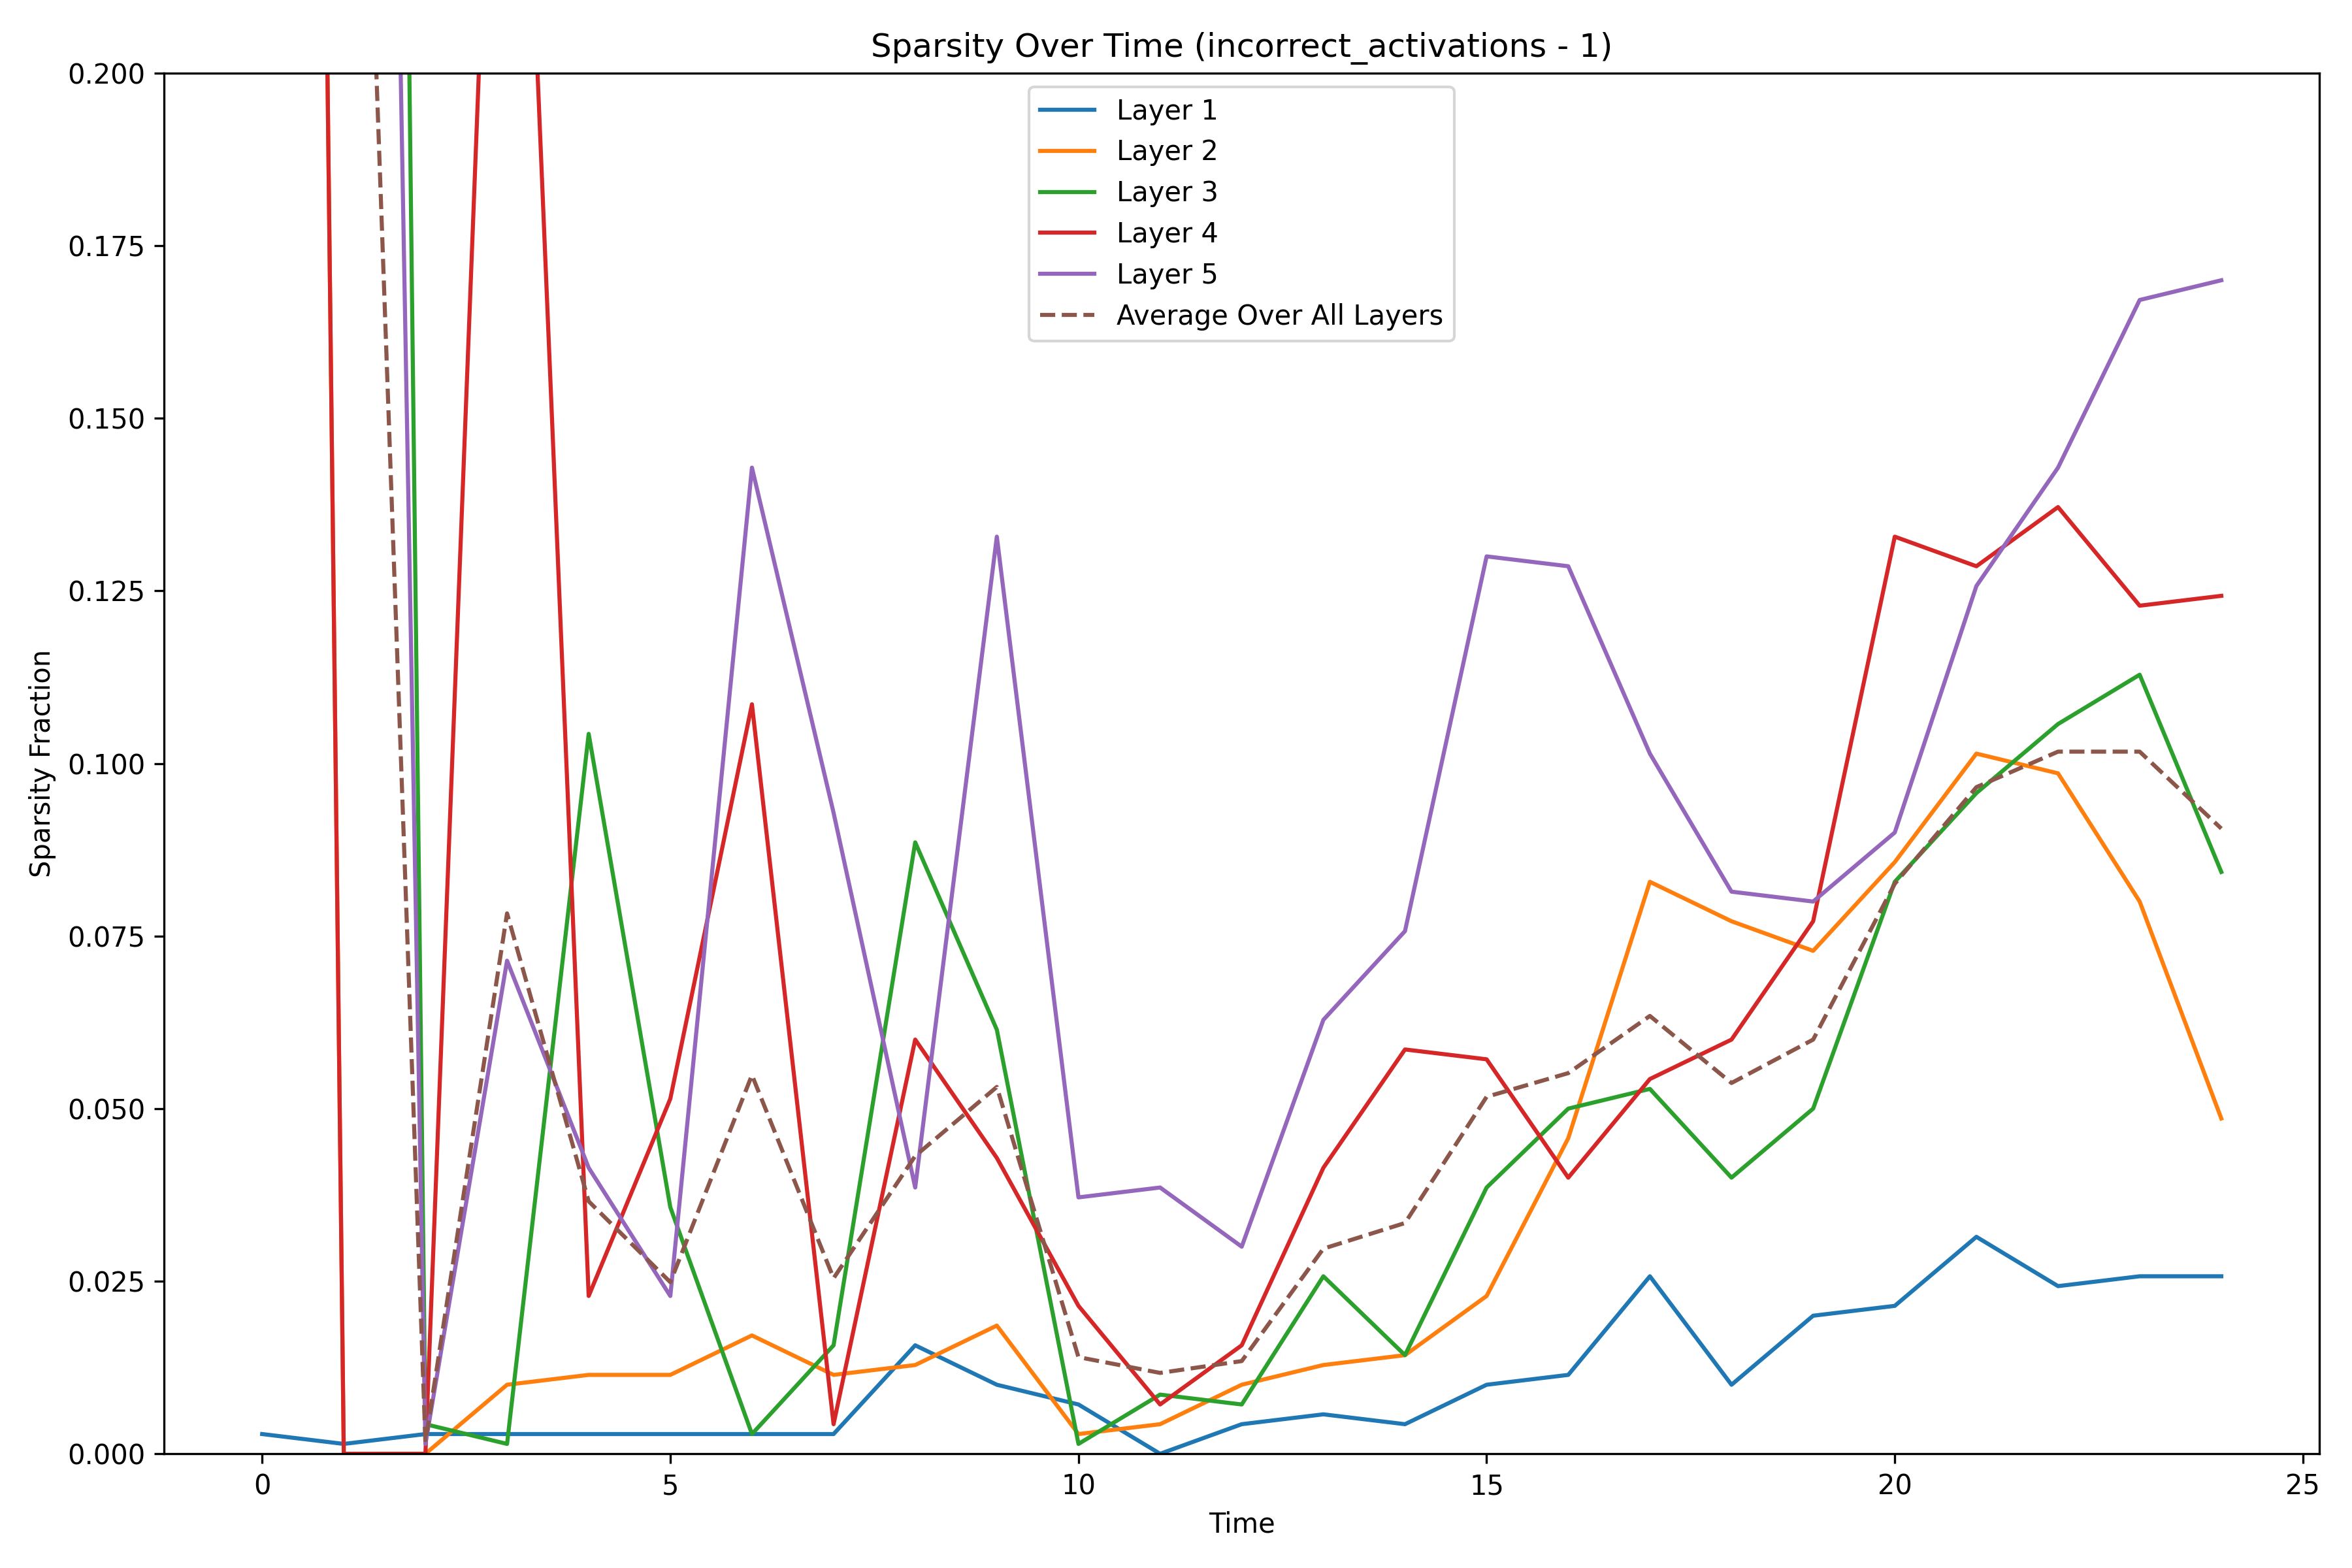 Sparsity Over Time (incorrect_activations - 1)
0.200
0.175
0.150
0.125
0.100
0.075
0.050
0.025
0.000
Sparsity Fraction
Layer 1
Layer 2
Layer 3
Layer 4
Layer 5
Average Over All Layers
0 5 10 15 20 25
Time